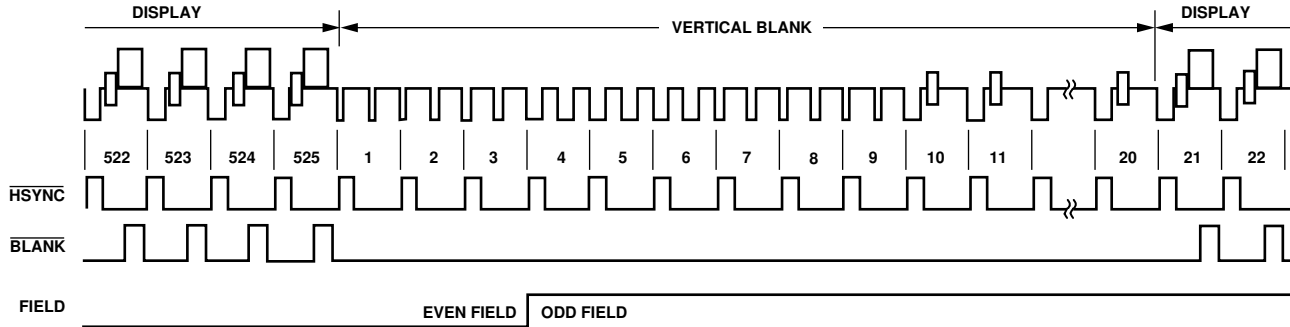 DISPLAY VERTICAL BLANK DISPLAY
522 523 524 525 1 2 3 4 5 6 7 8 9 10 11 20 21 22
HSYNC
BLANK
FIELD EVEN FIELD ODD FIELD